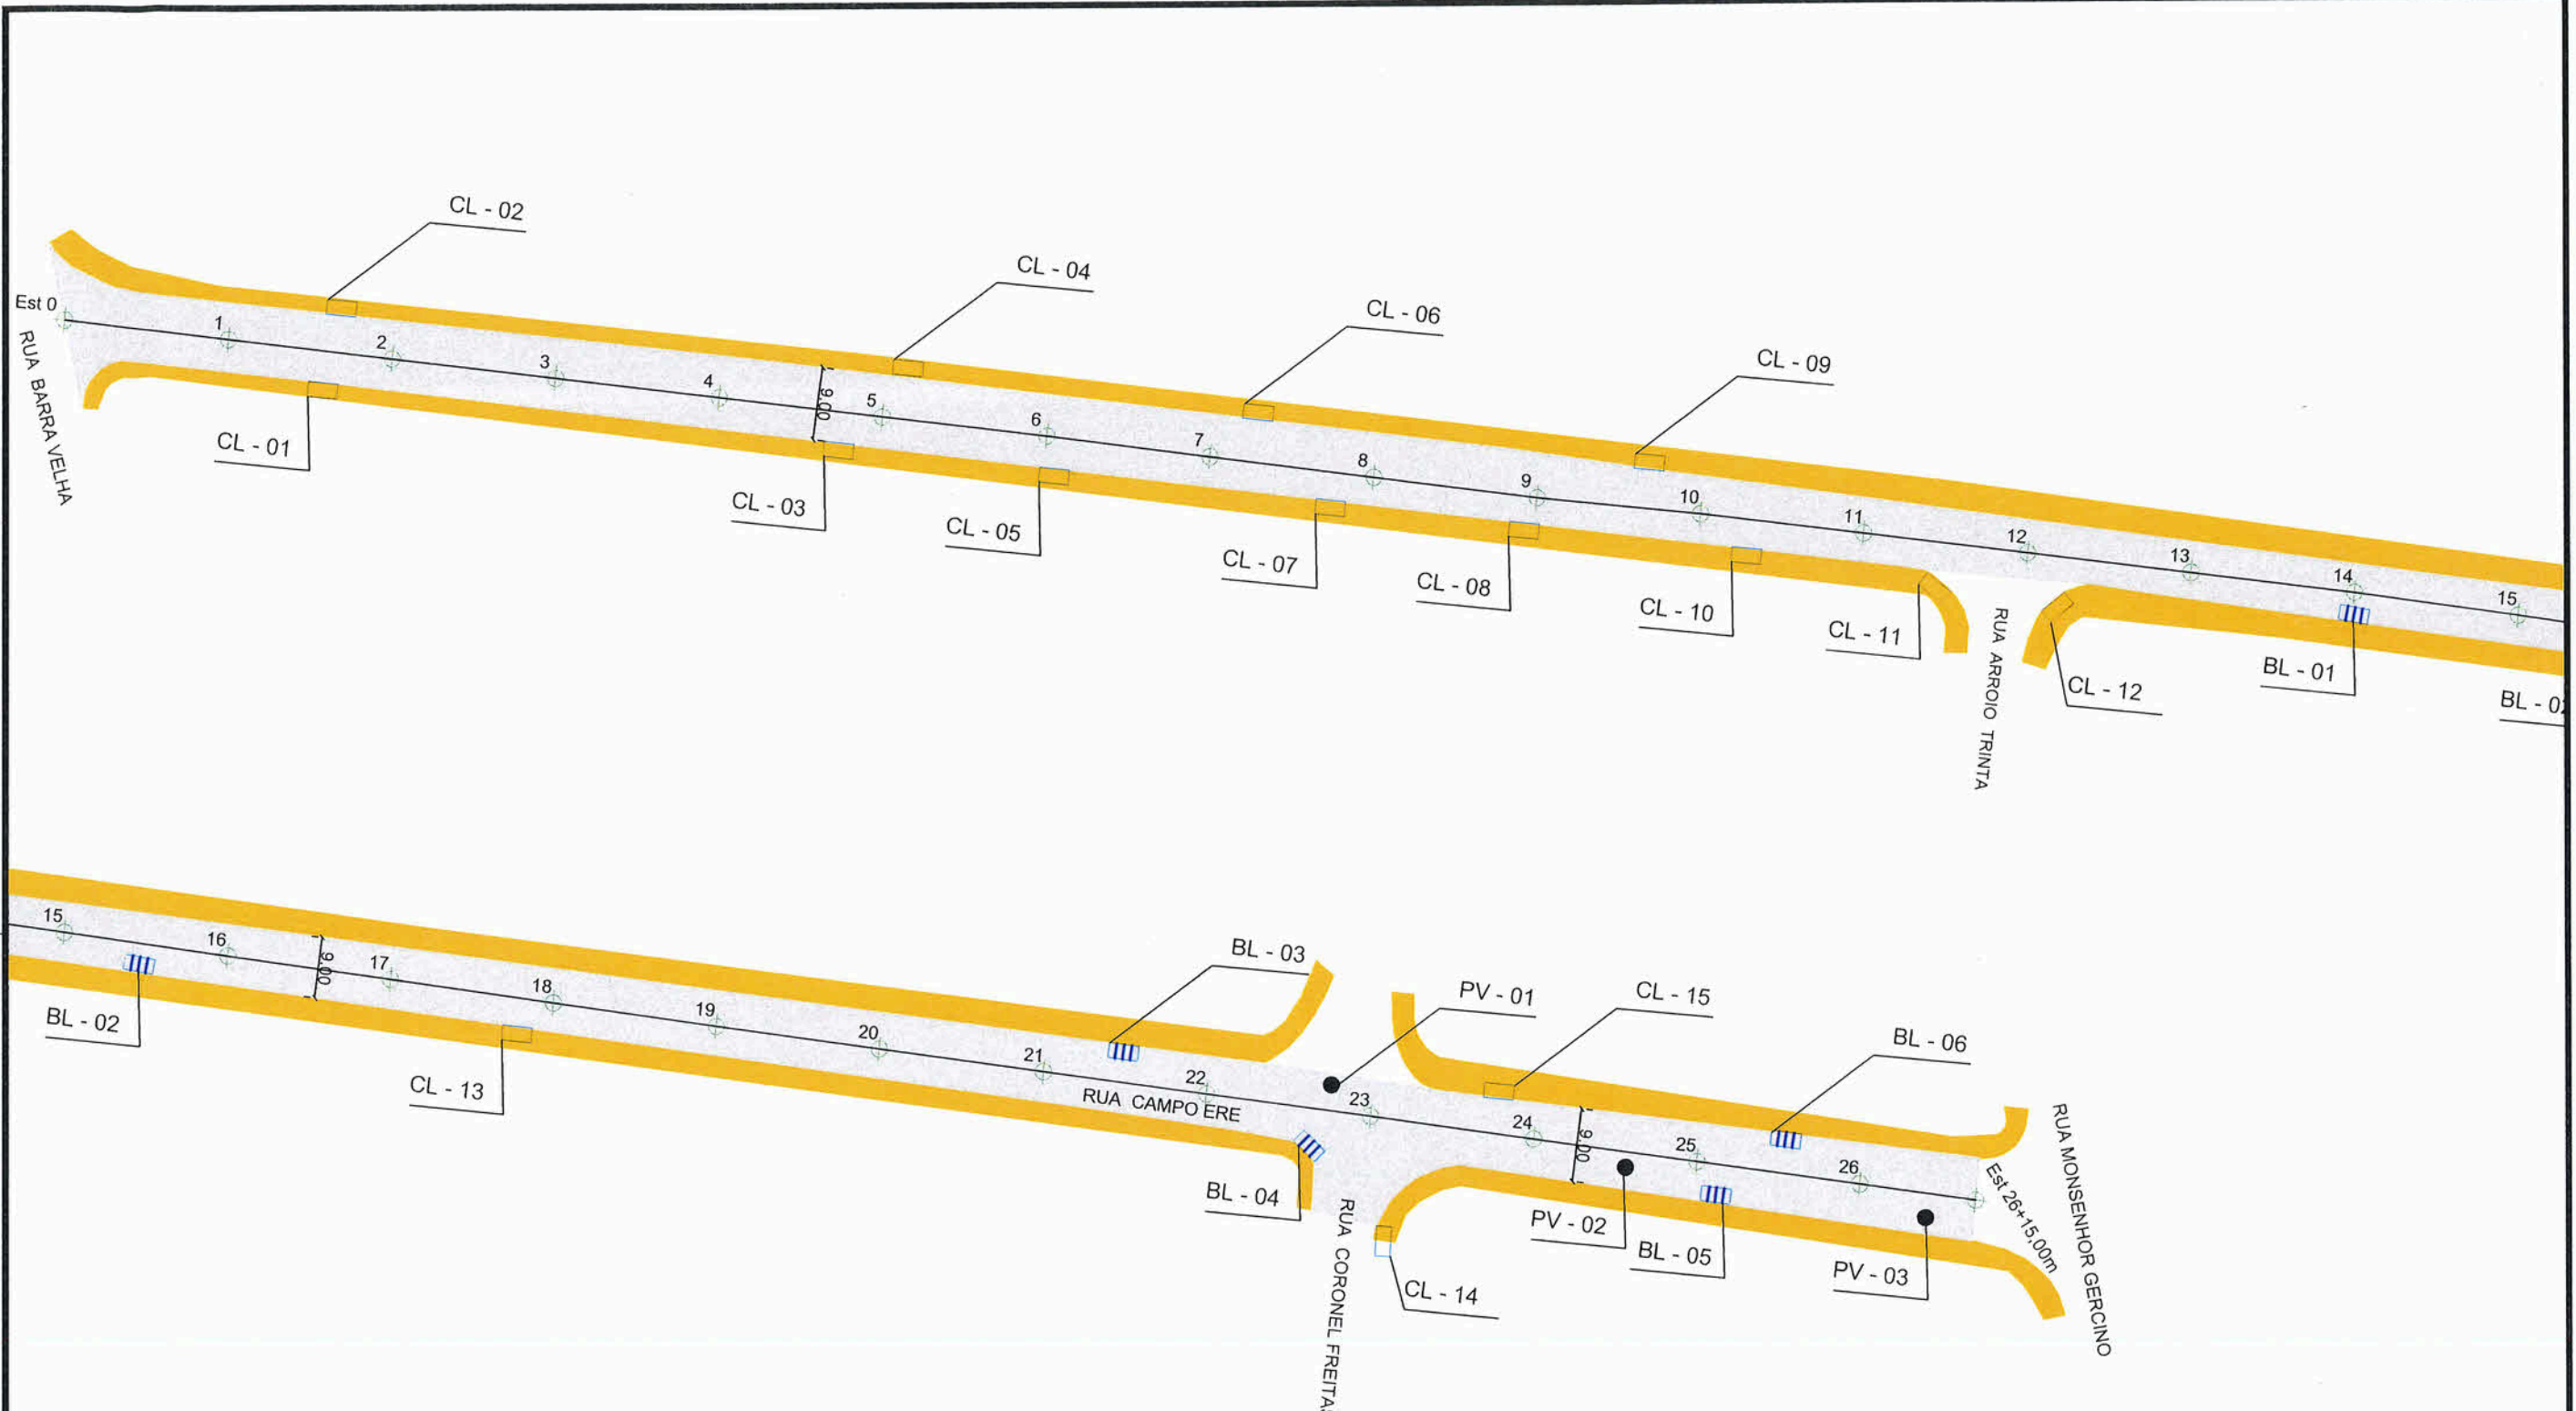 CL - 02
CL - 04
CL - 06
CL - 09
Est 0
1
2
3
4
9.00
5
6
7
8
9
10
11
12
13
14
15
RUA BARRA VELHA
CL - 01
CL - 03
CL - 05
CL - 07
CL - 08
CL - 10
CL - 11
RUA ARROIO TRINTA
CL - 12
BL - 01
BL - 02
15
16
9.00
17
18
19
20
21
22
23
24
9.00
25
26
BL - 03
PV - 01
CL - 15
BL - 06
BL - 02
CL - 13
RUA CAMPO ERE
BL - 04
RUA CORONEL FREITAS
CL - 14
PV - 02
BL - 05
PV - 03
Est 26+15,00m
RUA MONSENHOR GERCINO